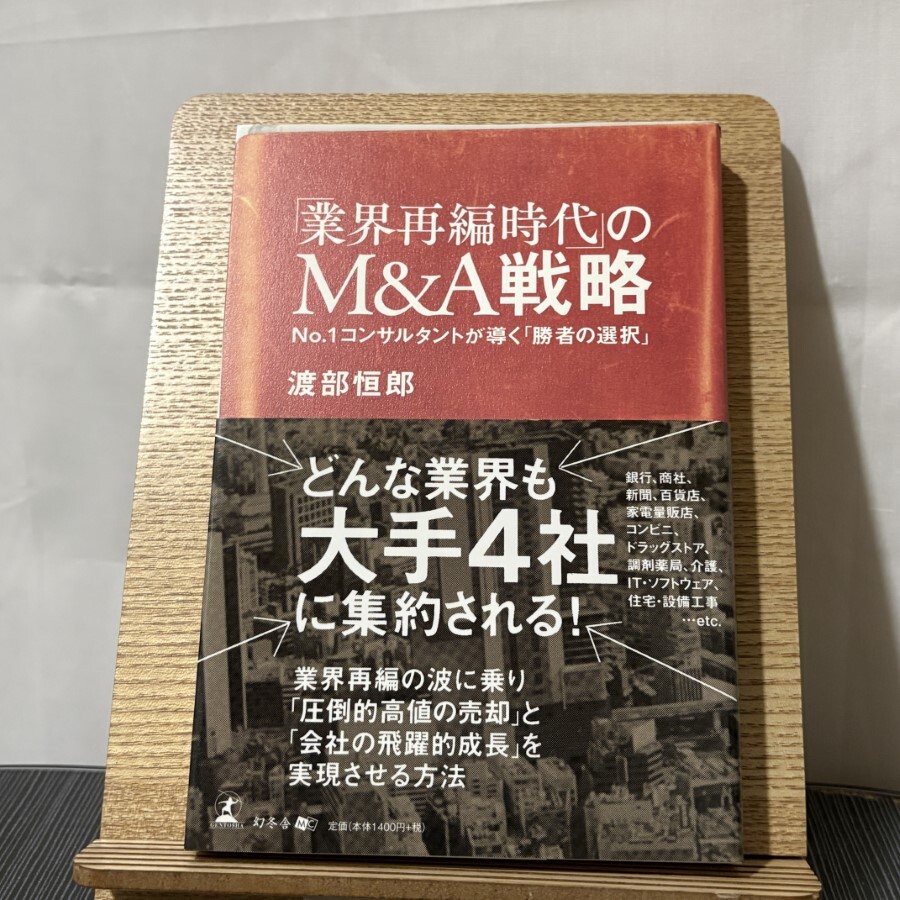 「業界再編時代」の
M&A戦略
No.1コンサルタントが導く「勝者の選択」
渡部恒郎
どんな業界も
大手4社
に集約される!
銀行、商社、
新聞、百貨店、
家電量販店、
コンビニ、
ドラッグストア、
調剤薬局、介護、
IT・ソフトウェア、
住宅・設備工事
…etc.
業界再編の波に乗り
「圧倒的高値の売却」と
「会社の飛躍的成長」を
実現させる方法
GENTOSHA
幻冬舎 MC
定価(本体1400円+税)